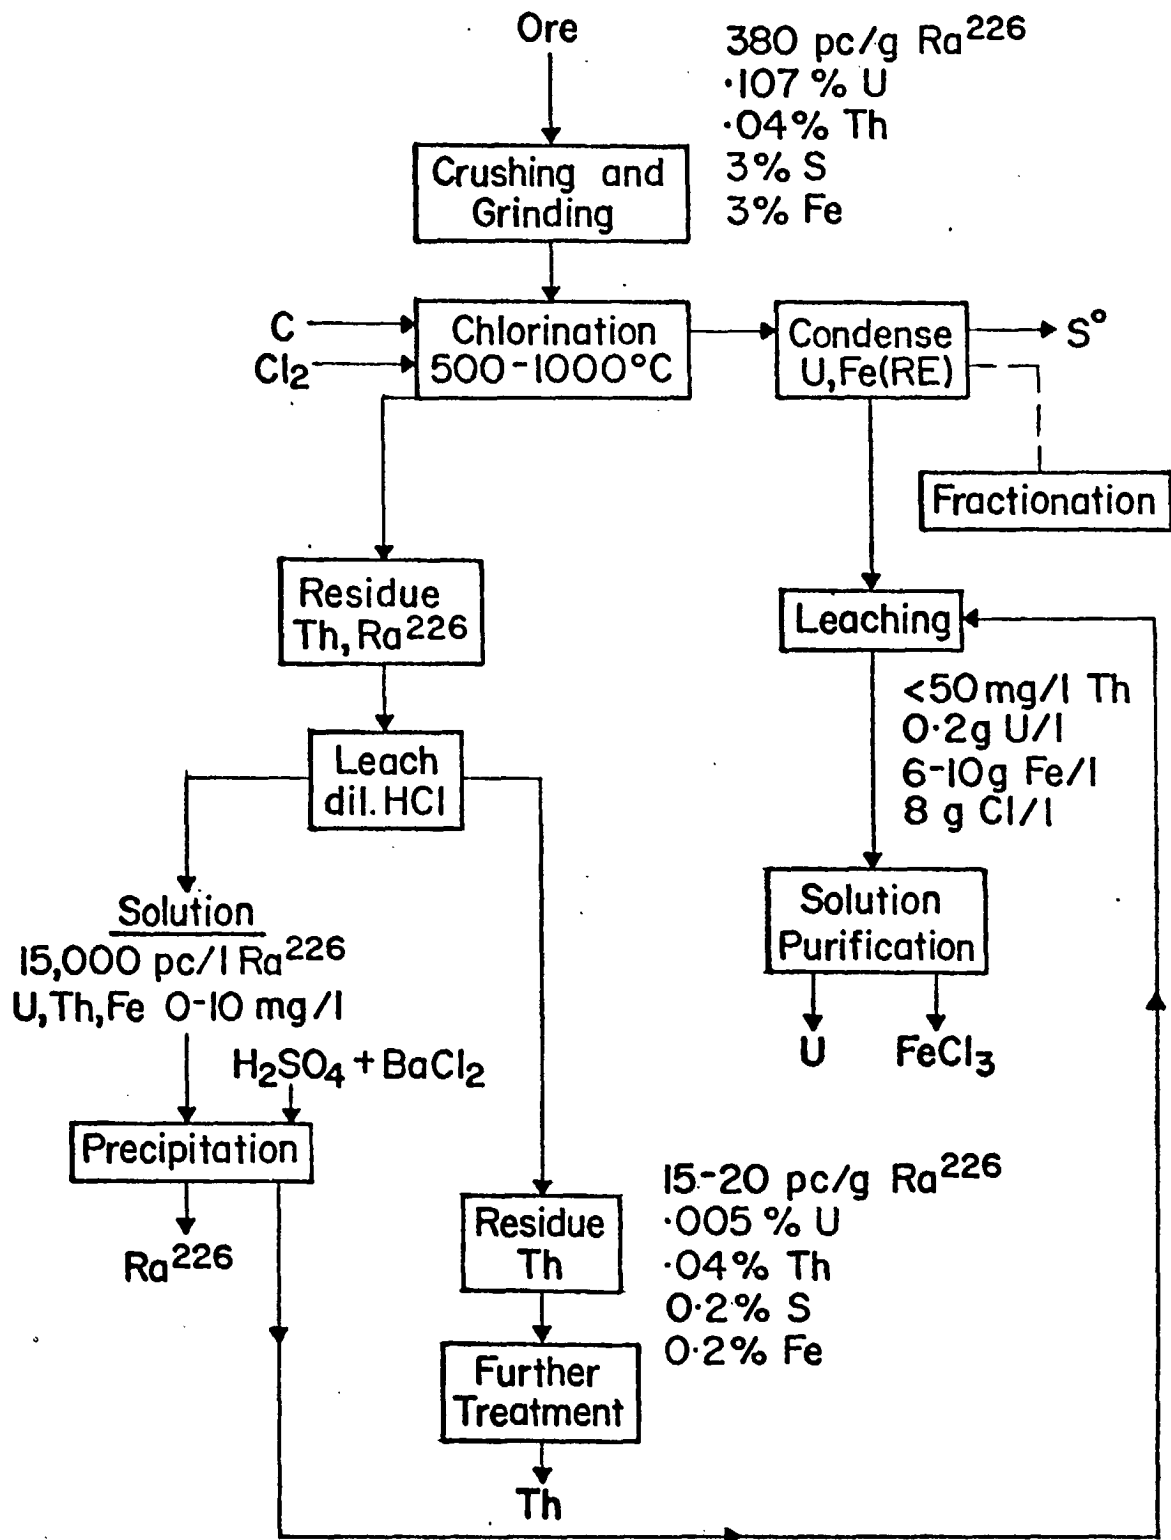 Ore
380 pc/g Ra²²⁶
·107 % U
·04% Th
3% S
3% Fe
Crushing and
Grinding
C
Cl₂
Chlorination
500-1000°C
Condense
U,Fe(RE)
S°
Fractionation
Residue
Th, Ra²²⁶
Leaching
<50 mg/l Th
0·2g U/l
6-10g Fe/l
8 g Cl/l
Leach
dil. HCl
Solution
15,000 pc/l Ra²²⁶
U,Th,Fe 0-10 mg/l
H₂SO₄ + BaCl₂
Solution
Purification
U
FeCl₃
Precipitation
Ra²²⁶
Residue
Th
15-20 pc/g Ra²²⁶
·005 % U
·04% Th
0·2% S
0·2% Fe
Further
Treatment
Th